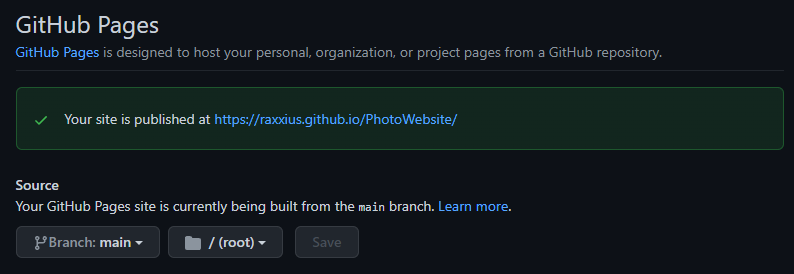 GitHub Pages
GitHub Pages is designed to host your personal, organization, or project pages from a GitHub repository.
Your site is published at https://raxxius.github.io/PhotoWebsite/
Source
Your GitHub Pages site is currently being built from the main branch. Learn more.
Branch: main
/ (root)
Save